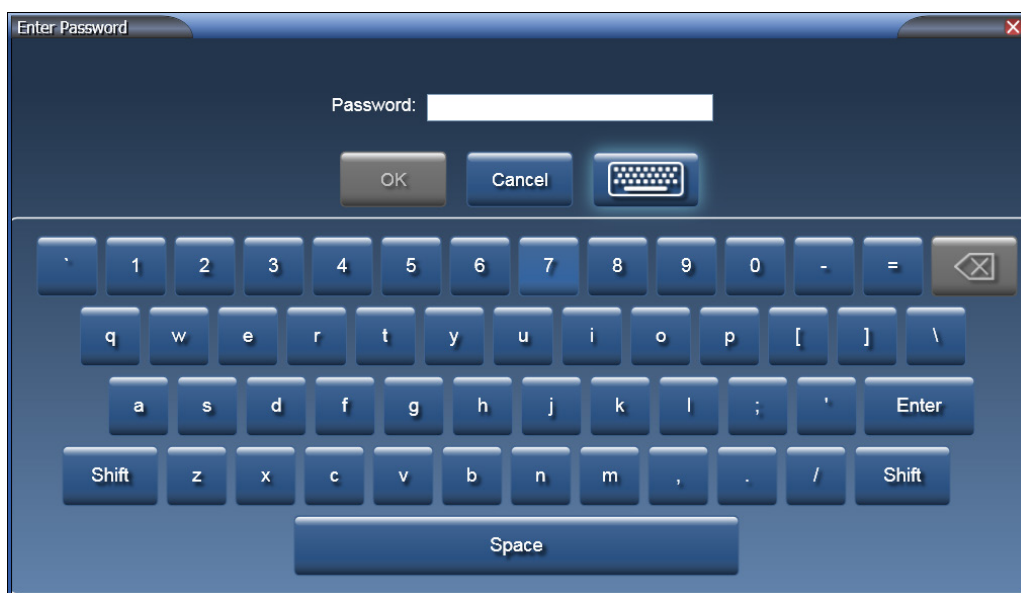 Enter Password
Password:
OK Cancel
` 1 2 3 4 5 6 7 8 9 0 - =
q w e r t y u i o p [ ] \
a s d f g h j k l ; ' Enter
Shift z x c v b n m , . / Shift
Space